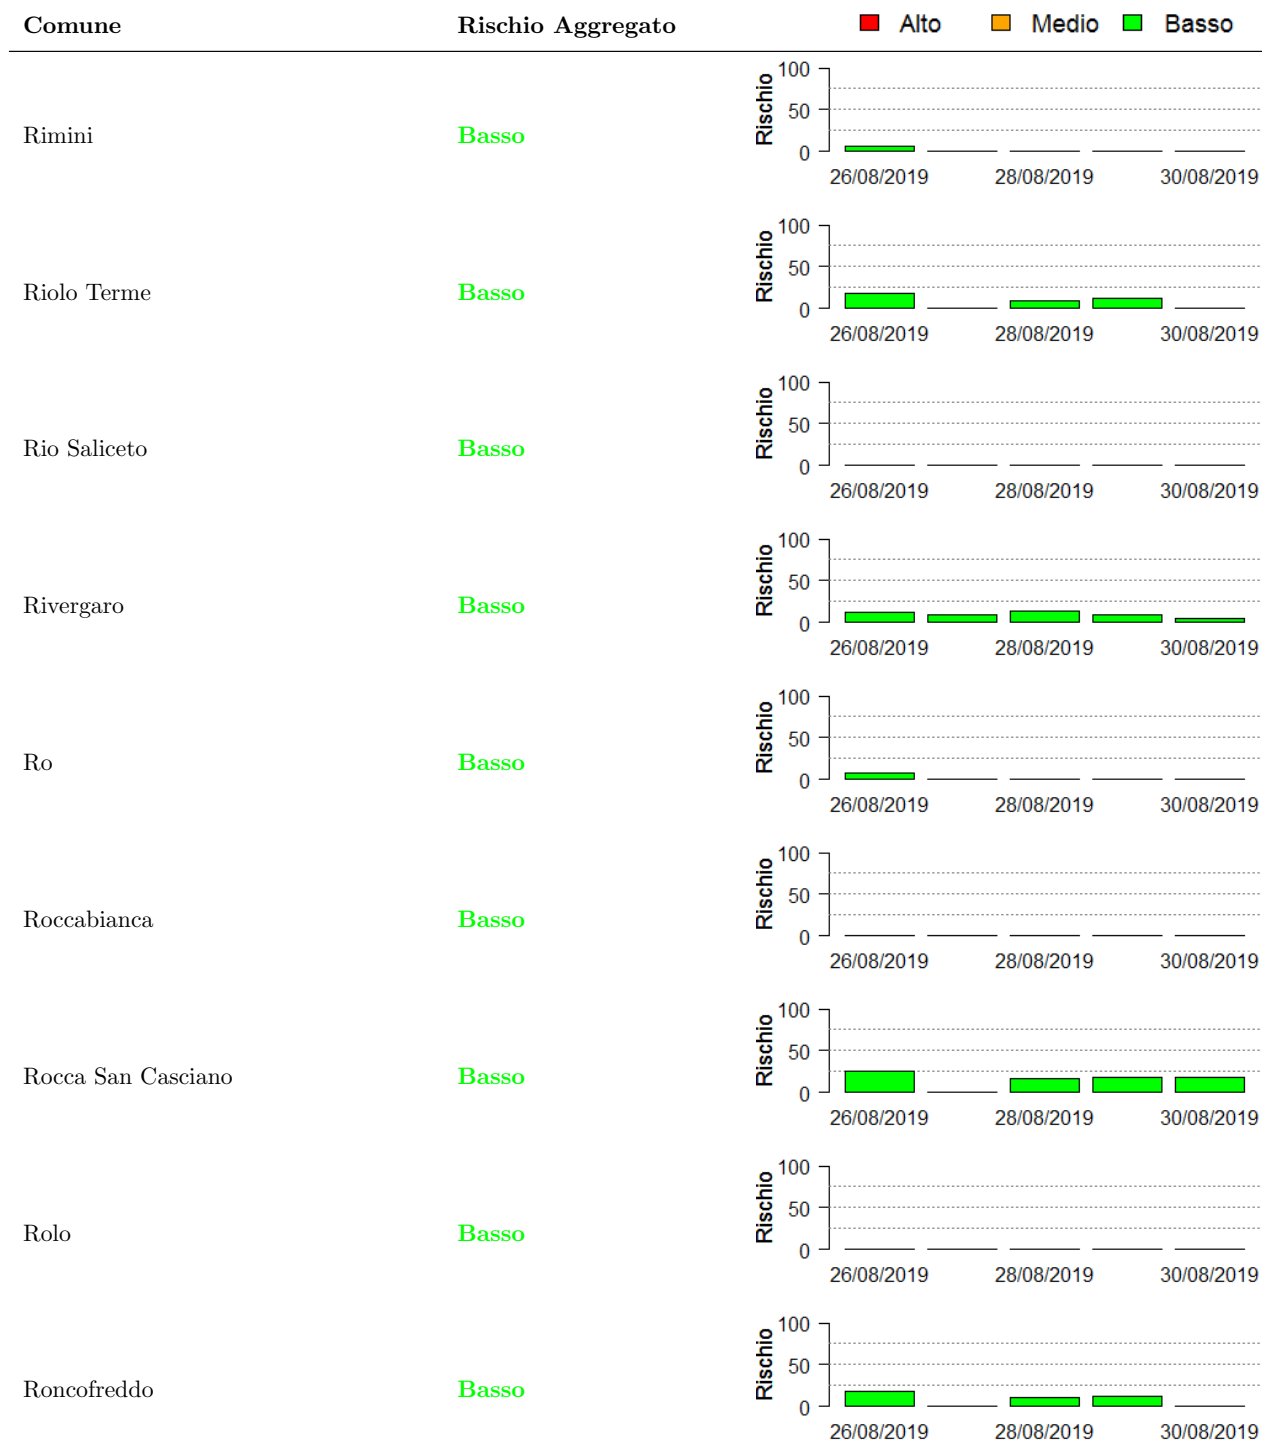 Comune Rischio Aggregato Alto Medio Basso
Rimini Basso
Rischio
100
50
0
26/08/2019 28/08/2019 30/08/2019
Riolo Terme Basso
Rischio
100
50
0
26/08/2019 28/08/2019 30/08/2019
Rio Saliceto Basso
Rischio
100
50
0
26/08/2019 28/08/2019 30/08/2019
Rivergaro Basso
Rischio
100
50
0
26/08/2019 28/08/2019 30/08/2019
Ro Basso
Rischio
100
50
0
26/08/2019 28/08/2019 30/08/2019
Roccabianca Basso
Rischio
100
50
0
26/08/2019 28/08/2019 30/08/2019
Rocca San Casciano Basso
Rischio
100
50
0
26/08/2019 28/08/2019 30/08/2019
Rolo Basso
Rischio
100
50
0
26/08/2019 28/08/2019 30/08/2019
Roncofreddo Basso
Rischio
100
50
0
26/08/2019 28/08/2019 30/08/2019